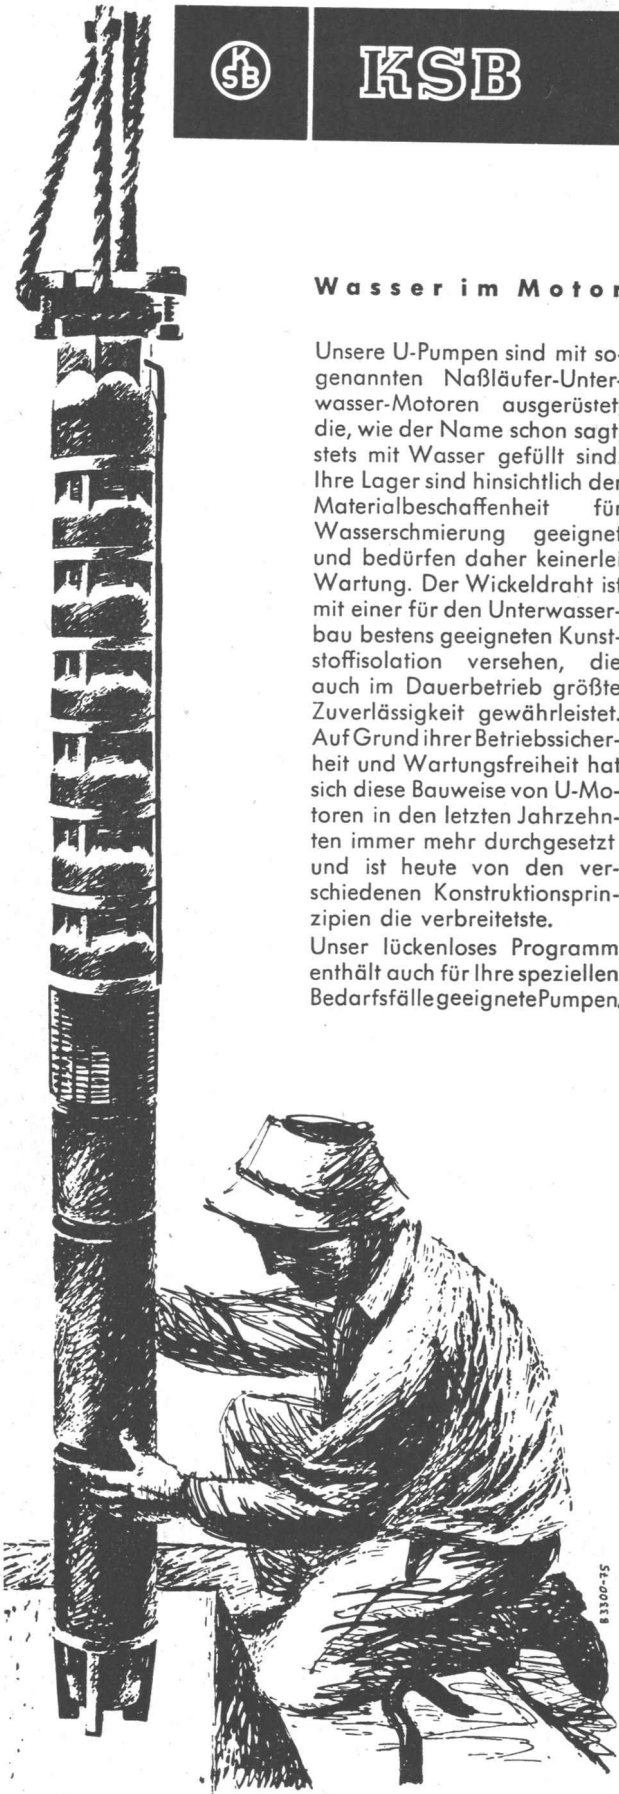 K
SB
KSB
Wasser im Motor
Unsere U-Pumpen sind mit so-
genannten Naßläufer-Unter-
wasser-Motoren ausgerüstet,
die, wie der Name schon sagt
stets mit Wasser gefüllt sind.
Ihre Lager sind hinsichtlich der
Materialbeschaffenheit für
Wasserschmierung geeignet
und bedürfen daher keinerlei
Wartung. Der Wickeldraht ist
mit einer für den Unterwasser-
bau bestens geeigneten Kunst-
stoffisolation versehen, die
auch im Dauerbetrieb größte
Zuverlässigkeit gewährleistet.
Auf Grund ihrer Betriebssicher-
heit und Wartungsfreiheit hat
sich diese Bauweise von U-Mo-
toren in den letzten Jahrzehn-
ten immer mehr durchgesetzt
und ist heute von den ver-
schiedenen Konstruktionsprin-
zipien die verbreitetste.
Unser lückenloses Programm
enthält auch für Ihre speziellen
Bedarfsfälle geeignete Pumpen.
B3300-75